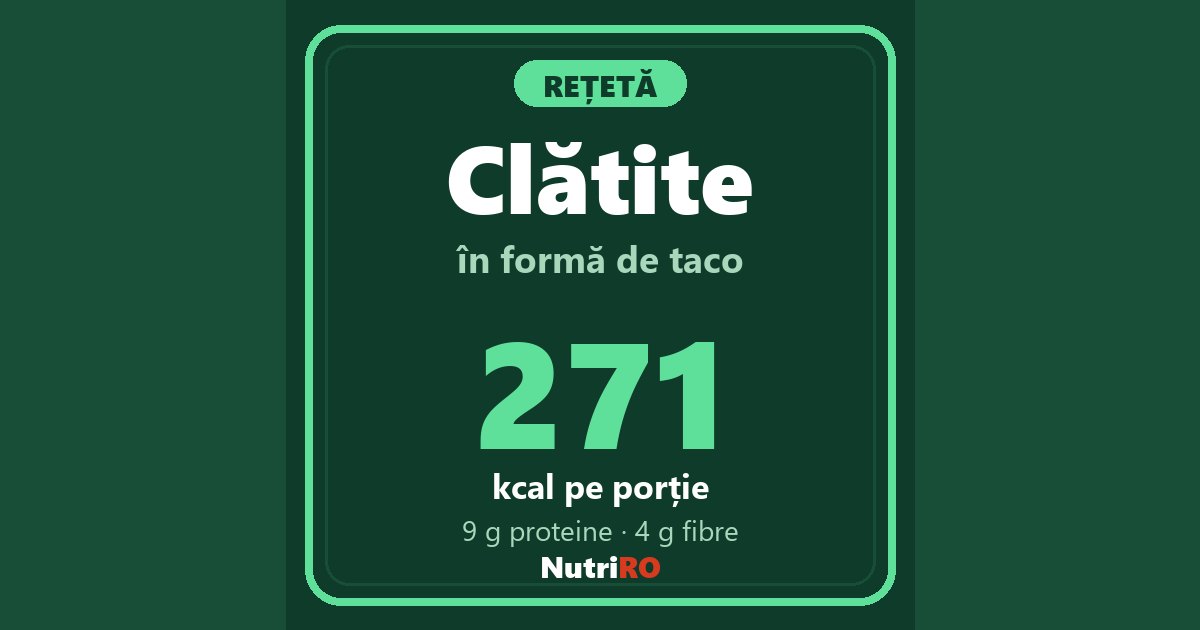 REȚETĂ
Clătite
în formă de taco
271
kcal pe porție
9 g proteine · 4 g fibre
NutriRO